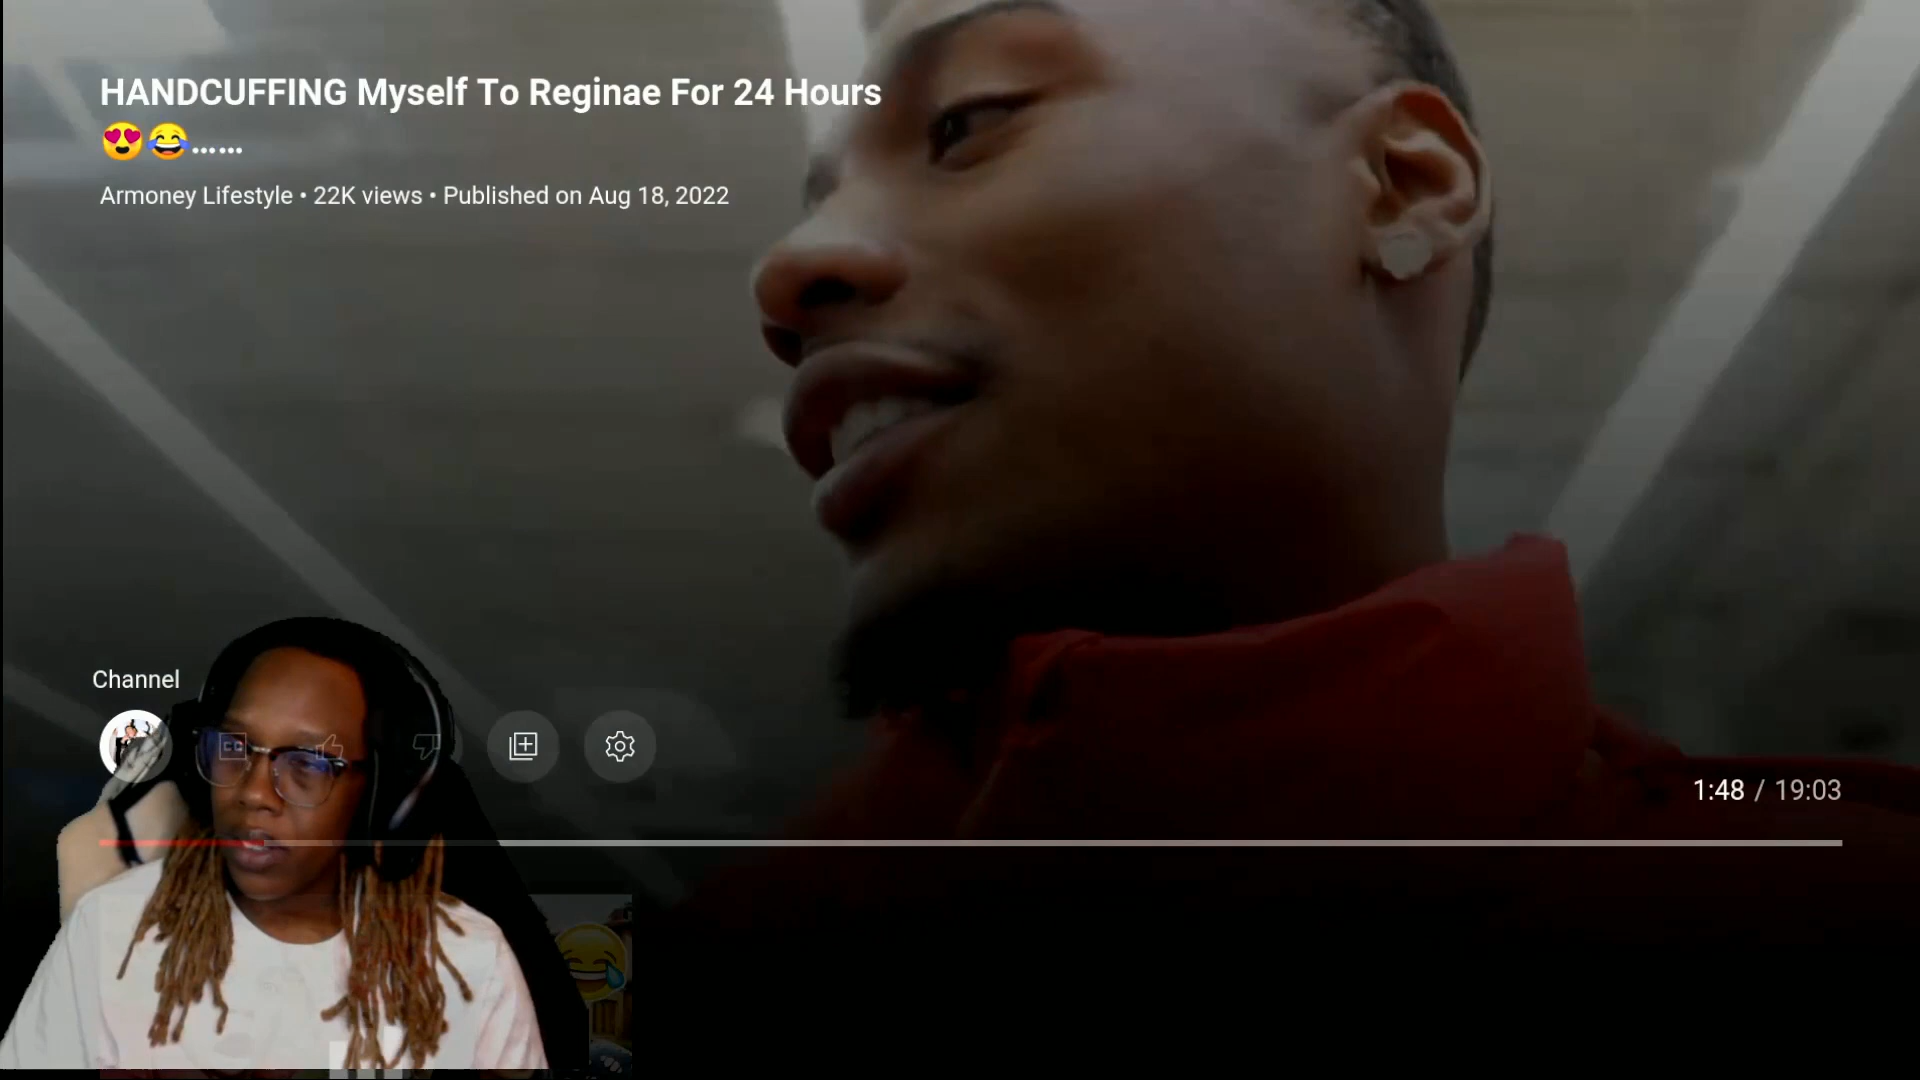 HANDCUFFING Myself To Reginae For 24 Hours
😍😂......
Armoney Lifestyle • 22K views • Published on Aug 18, 2022
Channel
CC
1:48 / 19:03